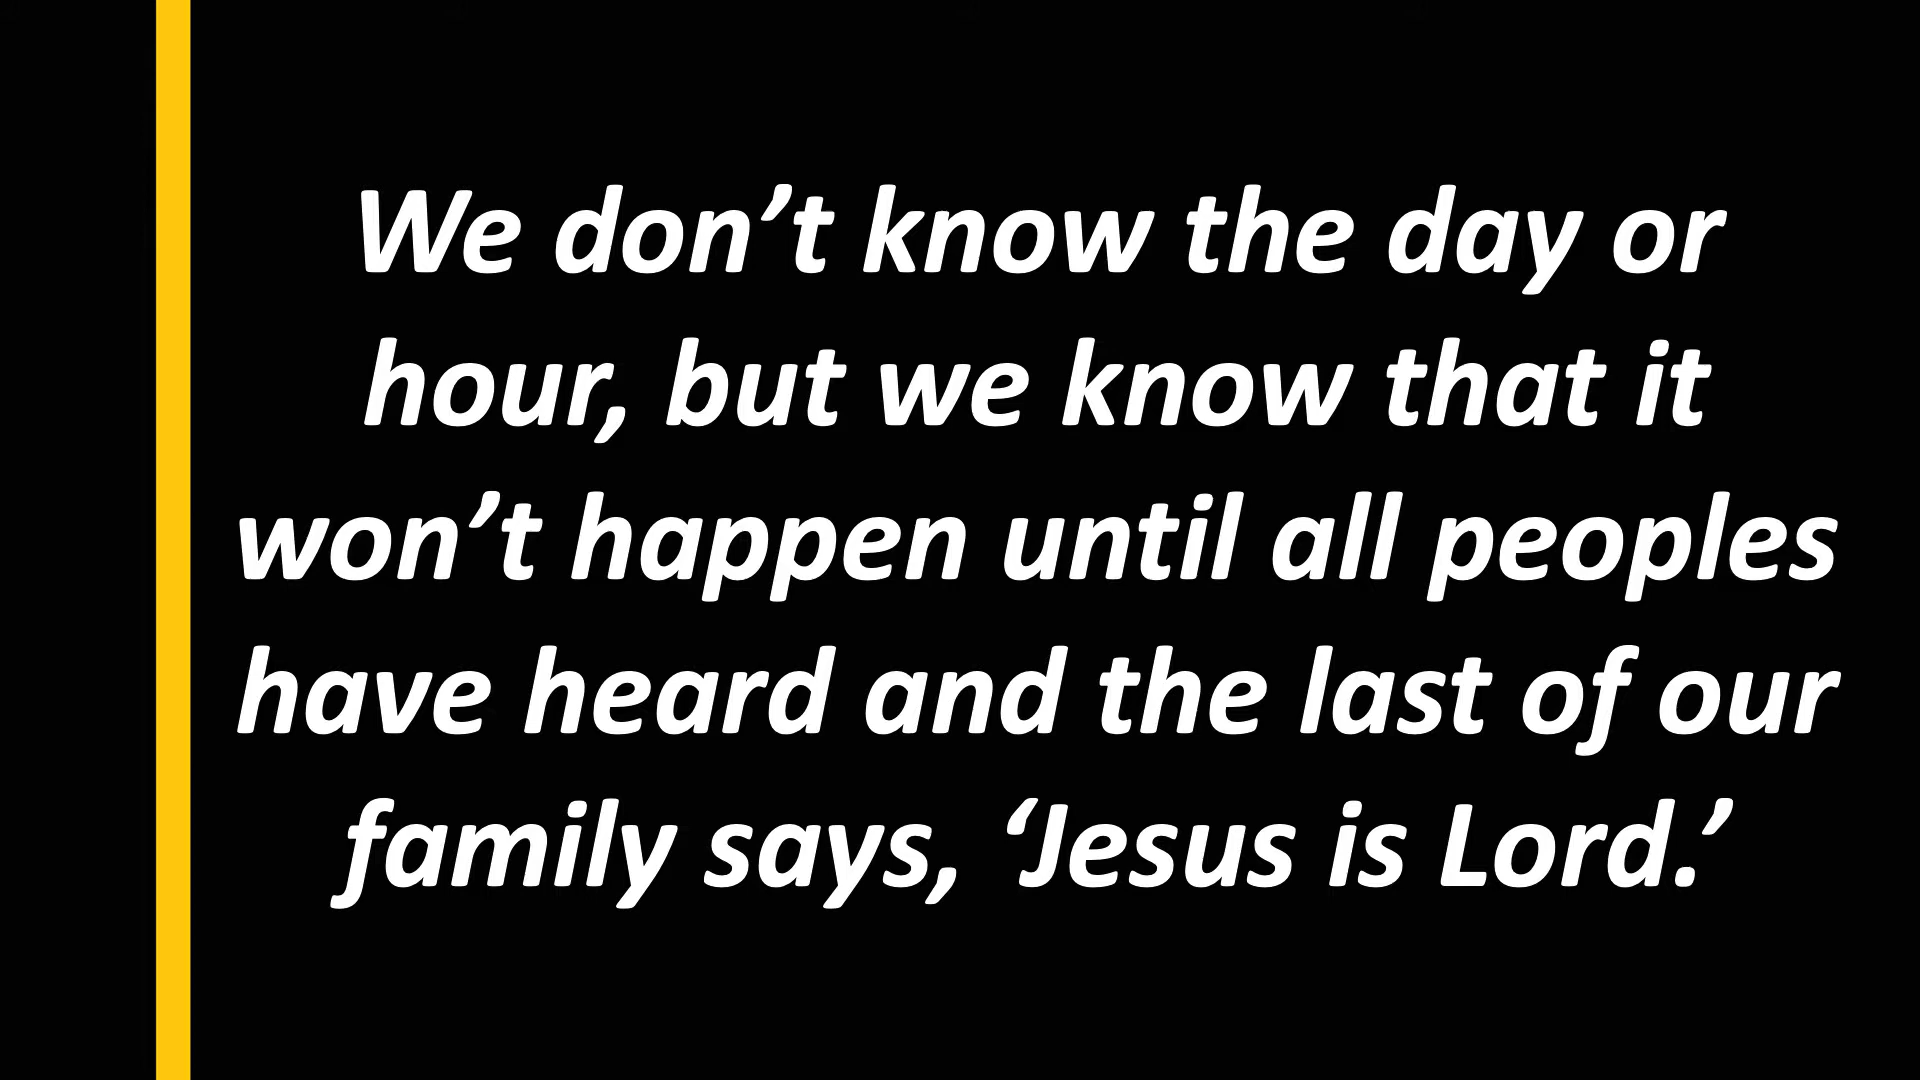 We don’t know the day or
hour, but we know that it
won’t happen until all peoples
have heard and the last of our
family says, ‘Jesus is Lord.’